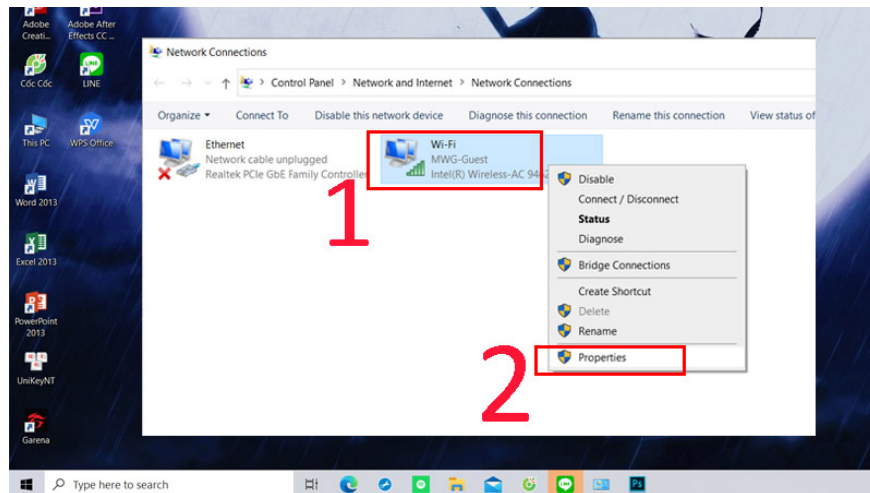 Adobe
Creati...
Adobe After
Effects CC ...
Cốc Cốc
LINE
This PC
WPS Office
Word 2013
Excel 2013
PowerPoint
2013
UniKeyNT
Garena
Network Connections
Control Panel > Network and Internet > Network Connections
Organize
Connect To
Disable this network device
Diagnose this connection
Rename this connection
View status of
Ethernet
Network cable unplugged
Realtek PCIe GbE Family Controller
Wi-Fi
MWG-Guest
Intel(R) Wireless-AC 9462
1
Disable
Connect / Disconnect
Status
Diagnose
Bridge Connections
Create Shortcut
Delete
Rename
Properties
2
Type here to search
Ps